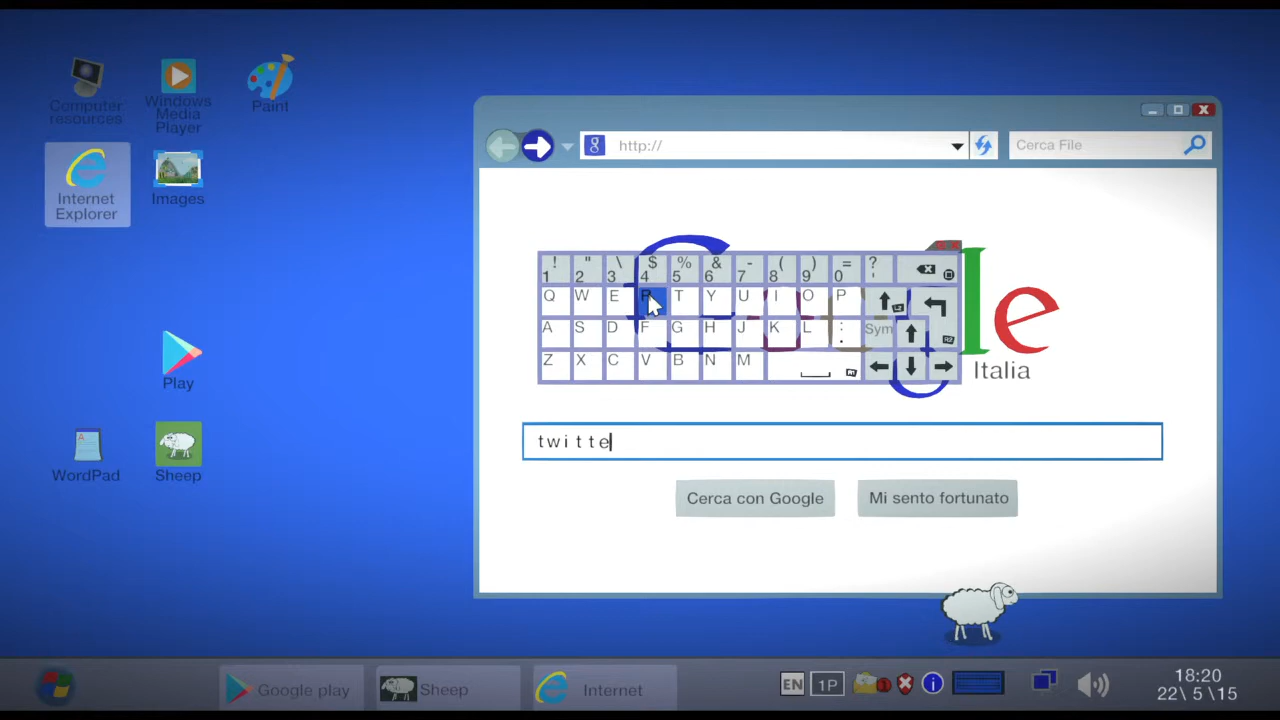 Computer
resources
Windows
Media
Player
Paint
Internet
Explorer
Images
Play
WordPad
Sheep
http://
Cerca File
! " \ $ % & - ( ) = ?
1 2 3 4 5 6 7 8 9 0 '
Q W E R T Y U I O P
A S D F G H J K L : . Sym
Z X C V B N M
le
Italia
twitte
Cerca con Google
Mi sento fortunato
Google play
Sheep
Internet
EN
1P
18:20
22\ 5 \15